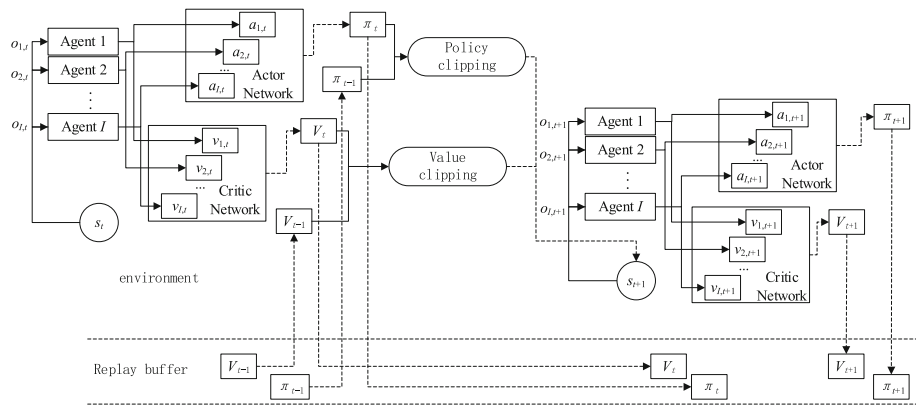 o1,t
Agent 1
a1,t
πt
o2,t
Agent 2
a2,t
Policy
clipping
...
...
πt−1
oI,t
Agent I
aI,t
Actor
Network
v1,t
Vt
v2,t
...
Critic
Network
vI,t
Value
clipping
st
Vt−1
o1,t+1
Agent 1
a1,t+1
πt+1
o2,t+1
Agent 2
a2,t+1
...
...
Actor
Network
oI,t+1
Agent I
aI,t+1
v1,t+1
Vt+1
v2,t+1
...
Critic
Network
vI,t+1
st+1
environment
Replay buffer
Vt−1
πt−1
Vt
πt
Vt+1
πt+1